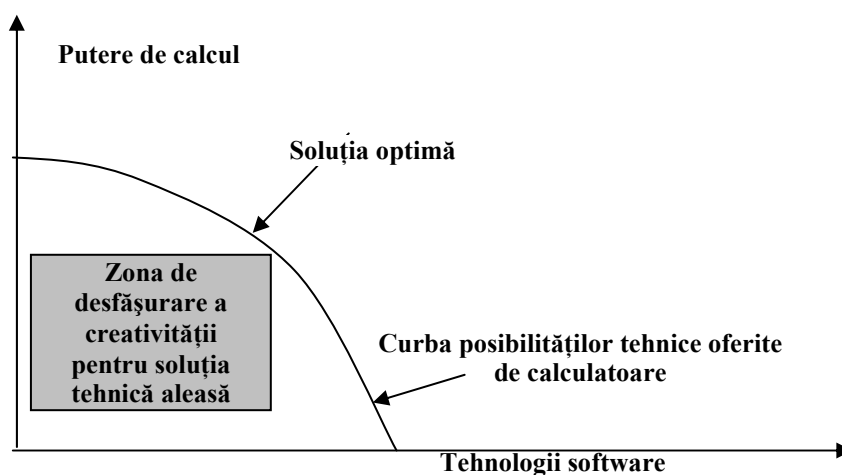 Putere de calcul
Soluția optimă
Zona de
desfăşurare a
creativității
pentru soluția
tehnică aleasă
Curba posibilităților tehnice oferite
de calculatoare
Tehnologii software